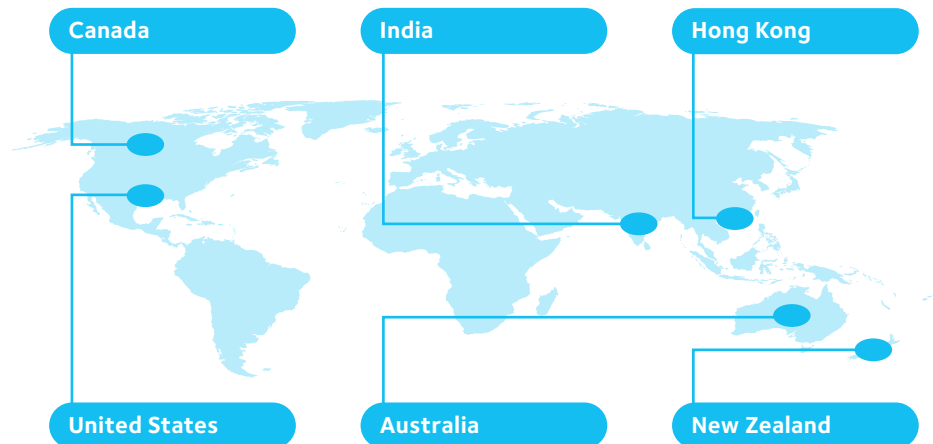 Canada
India
Hong Kong
United States
Australia
New Zealand